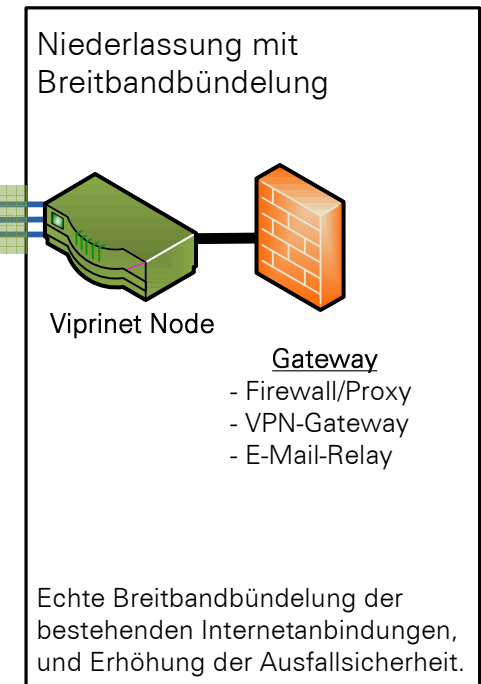 Niederlassung mit
Breitbandbündelung
Viprinet Node
Gateway
- Firewall/Proxy
- VPN-Gateway
- E-Mail-Relay
Echte Breitbandbündelung der
bestehenden Internetanbindungen,
und Erhöhung der Ausfallsicherheit.